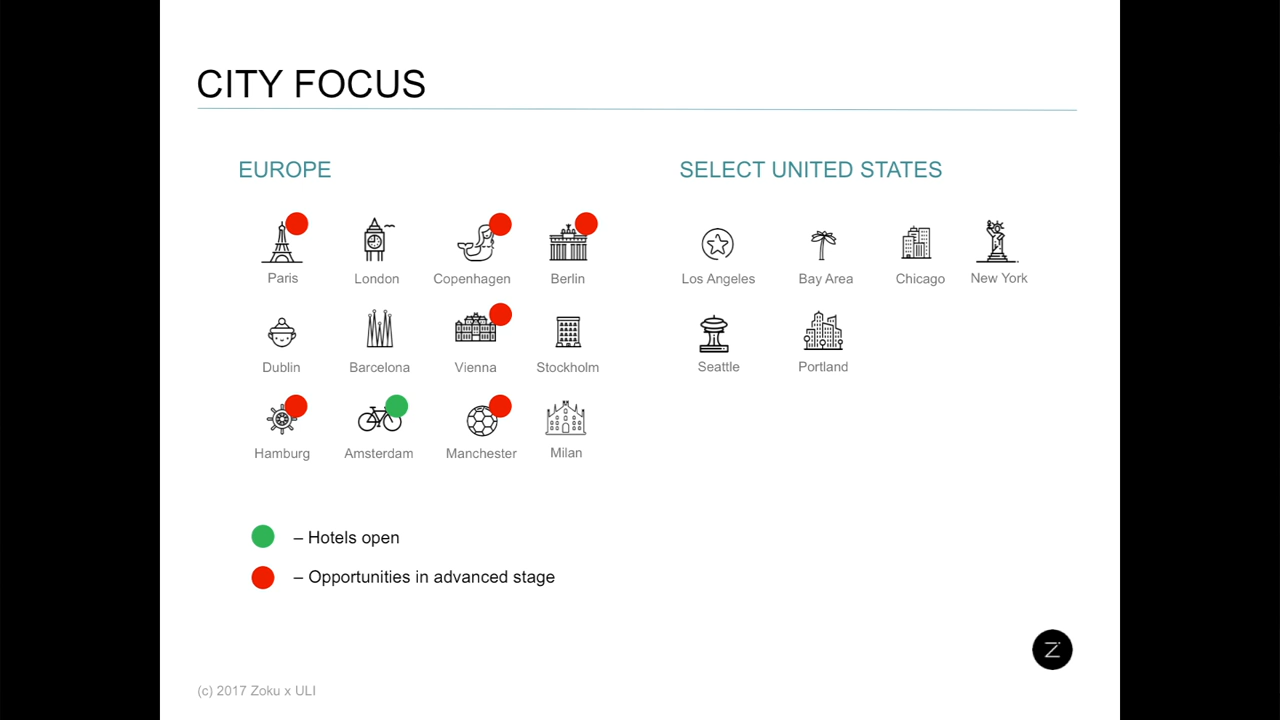 CITY FOCUS
EUROPE
Paris London Copenhagen Berlin
Dublin Barcelona Vienna Stockholm
Hamburg Amsterdam Manchester Milan
SELECT UNITED STATES
Los Angeles Bay Area Chicago New York
Seattle Portland
– Hotels open
– Opportunities in advanced stage
Z
(c) 2017 Zoku x ULI